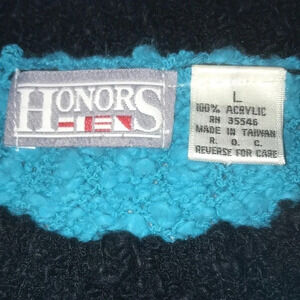 HONORS
L
100% ACRYLIC
RN 35546
MADE IN TAIWAN
R. O. C.
REVERSE FOR CARE